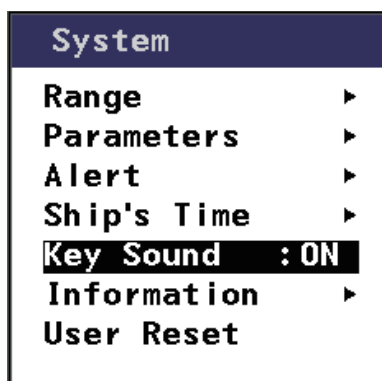 System
Range ▶
Parameters ▶
Alert ▶
Ship's Time ▶
Key Sound :ON
Information ▶
User Reset